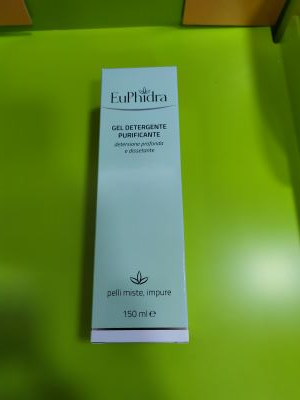 EuPhidra
GEL DETERGENTE
PURIFICANTE
detersione profonda
e dissetante
pelli miste, impure
150 ml ℮